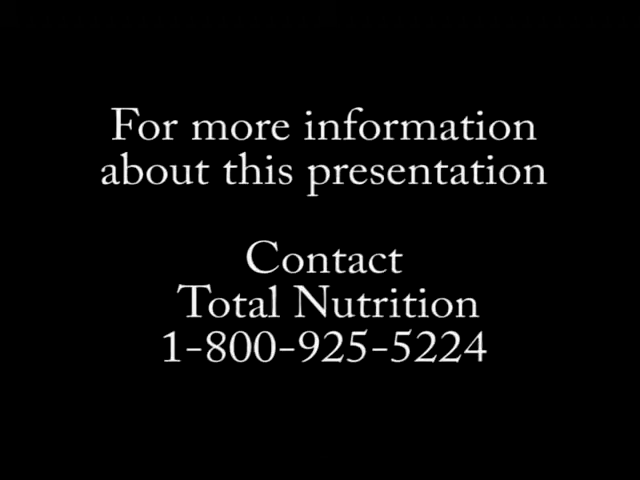 For more information
about this presentation
Contact
Total Nutrition
1-800-925-5224